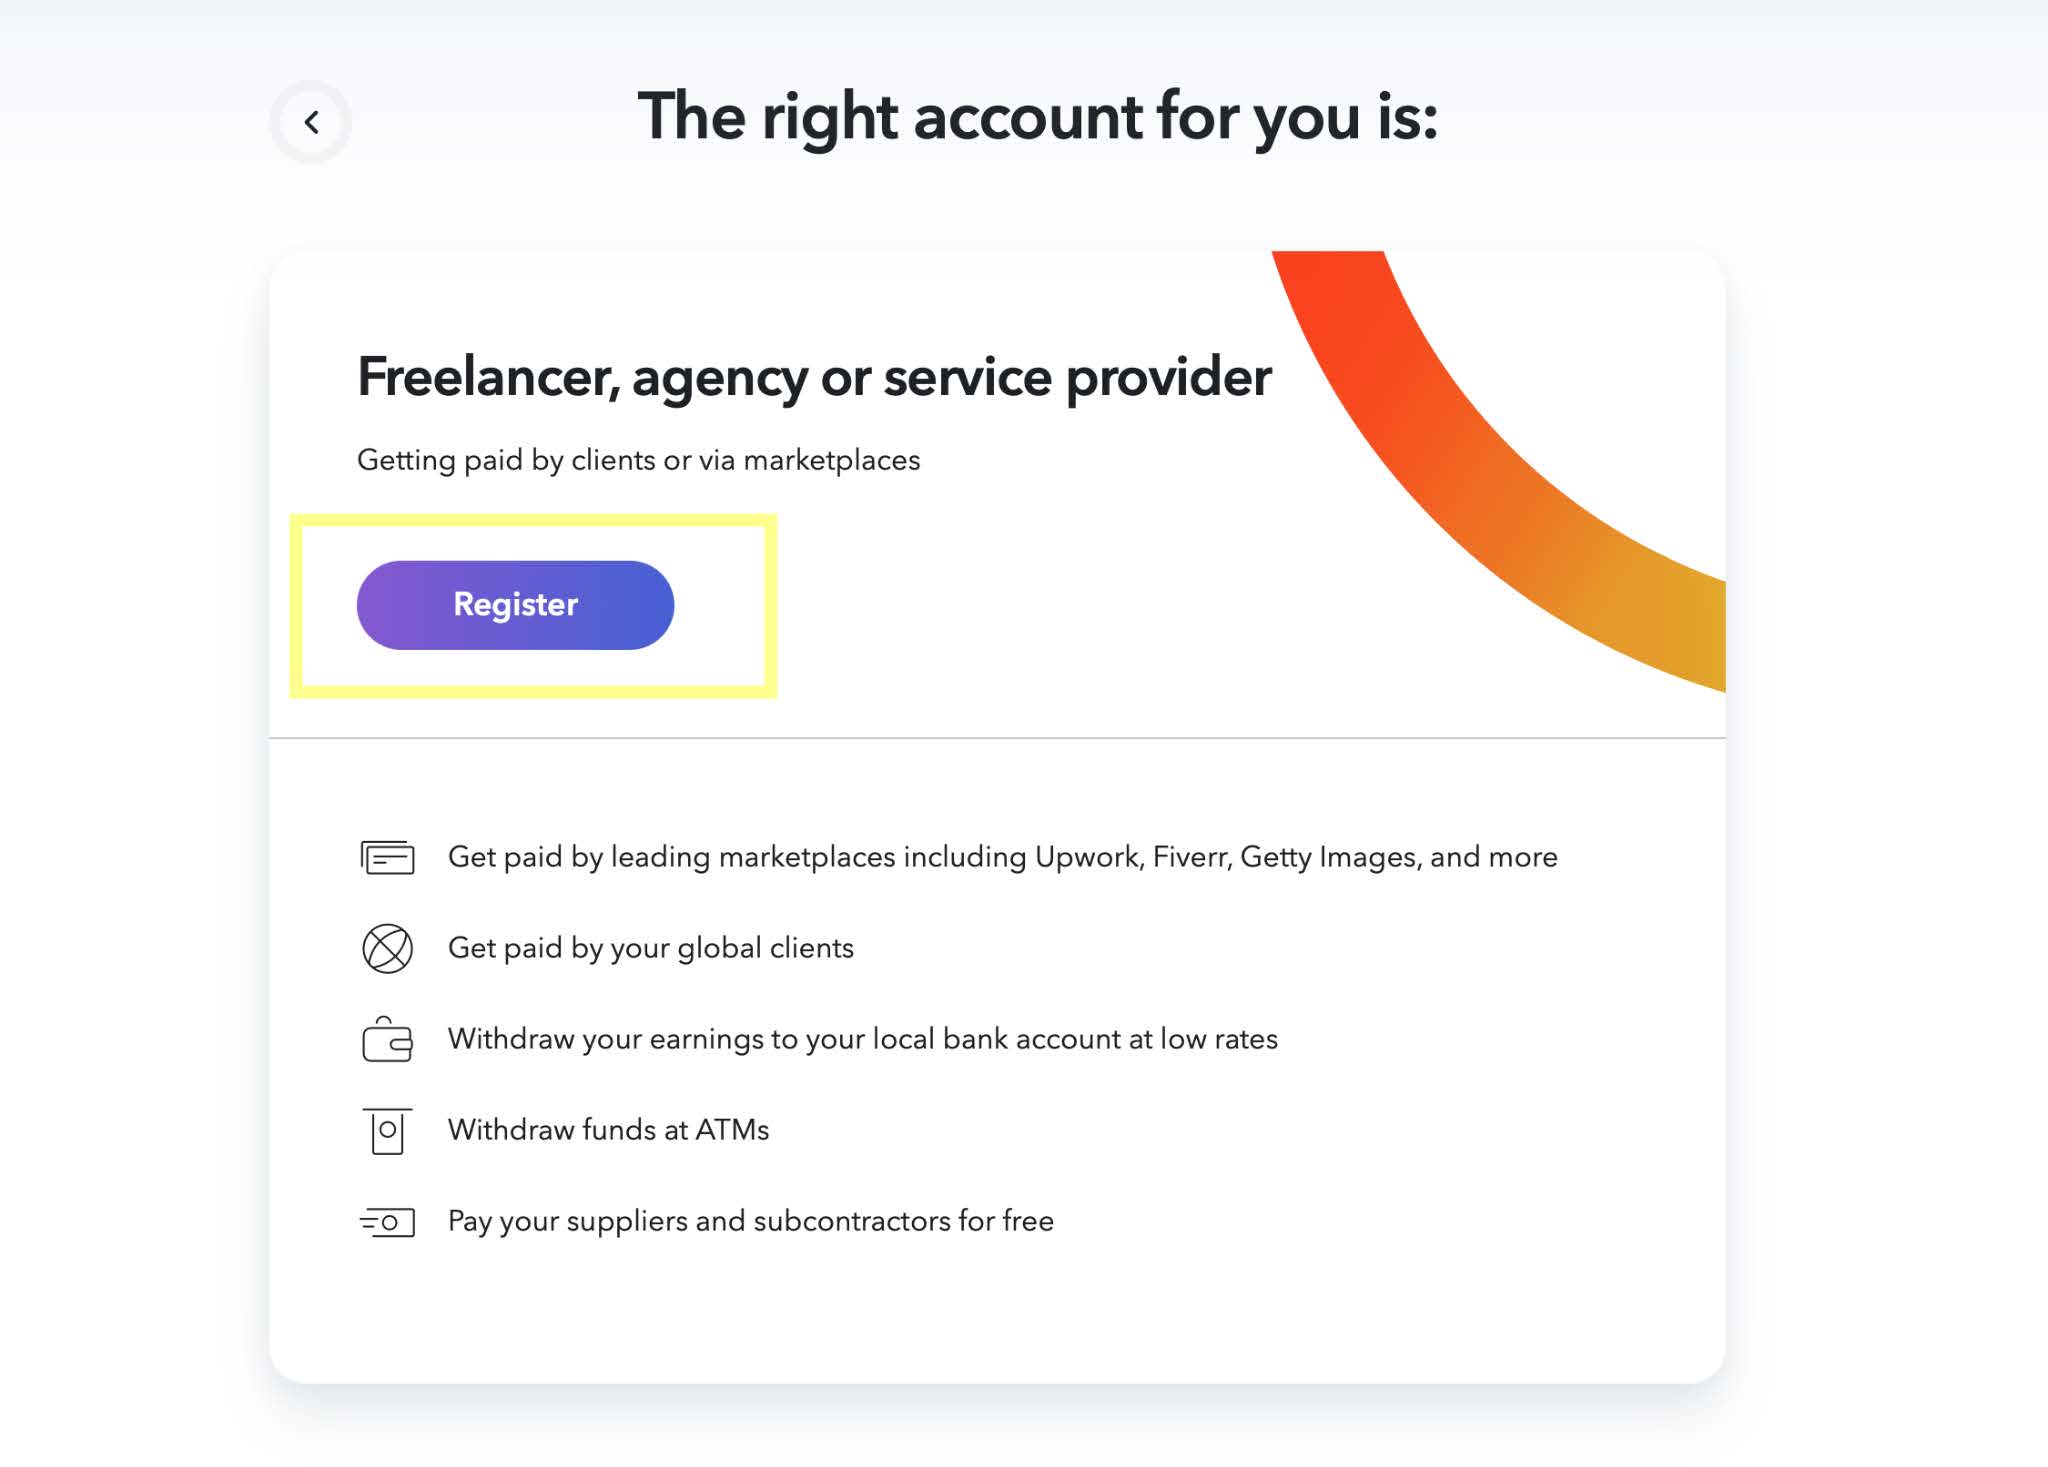 The right account for you is:
Freelancer, agency or service provider
Getting paid by clients or via marketplaces
Register
Get paid by leading marketplaces including Upwork, Fiverr, Getty Images, and more
Get paid by your global clients
Withdraw your earnings to your local bank account at low rates
Withdraw funds at ATMs
Pay your suppliers and subcontractors for free